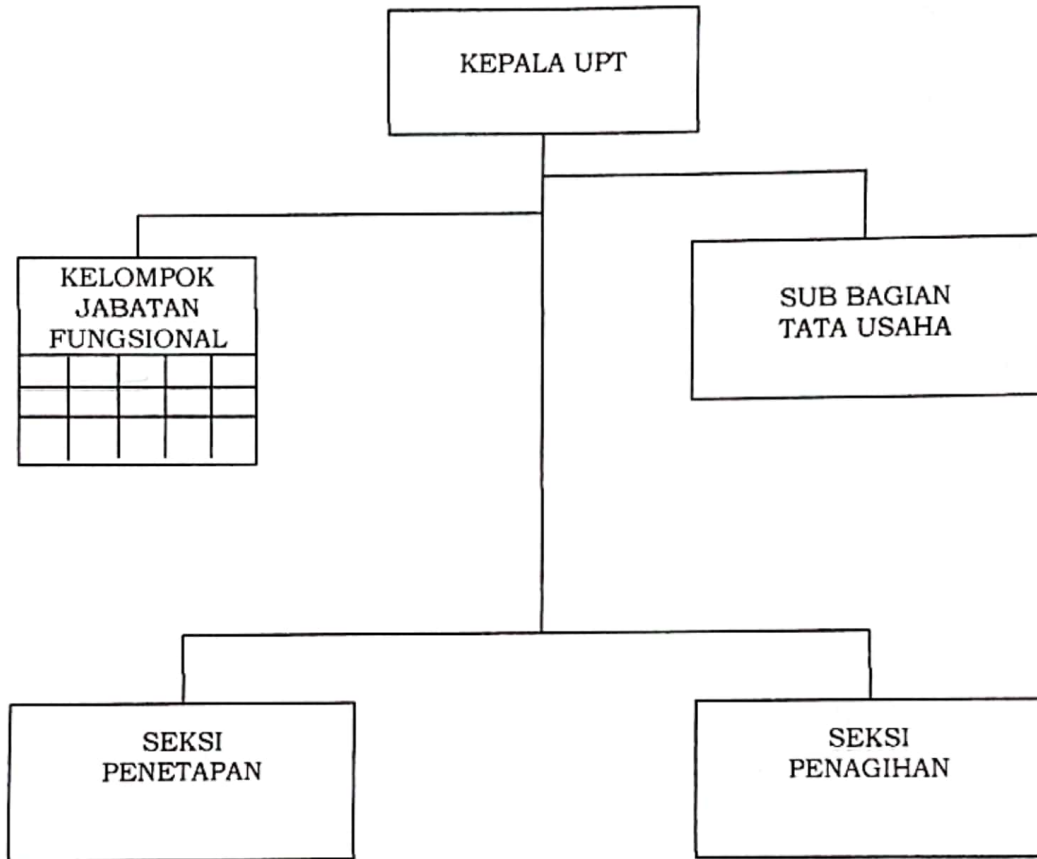 KEPALA UPT
KELOMPOK
JABATAN
FUNGSIONAL
SUB BAGIAN
TATA USAHA
SEKSI
PENETAPAN
SEKSI
PENAGIHAN